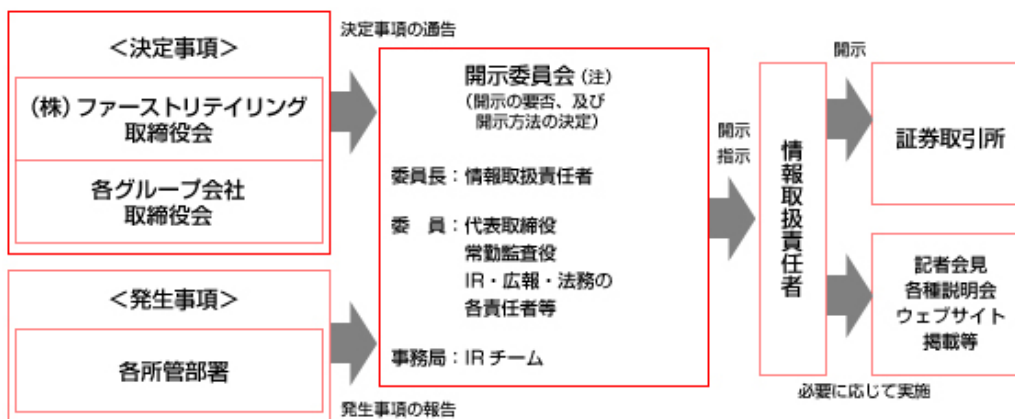 ＜決定事項＞
(株)ファーストリテイリング
取締役会
各グループ会社
取締役会
＜発生事項＞
各所管部署
決定事項の通告
発生事項の報告
開示委員会(注)
(開示の要否、及び
開示方法の決定)
委員長：情報取扱責任者
委　員：代表取締役
常勤監査役
IR・広報・法務の
各責任者等
事務局：IRチーム
開示
指示
情報取扱責任者
開示
証券取引所
記者会見
各種説明会
ウェブサイト
掲載等
必要に応じて実施